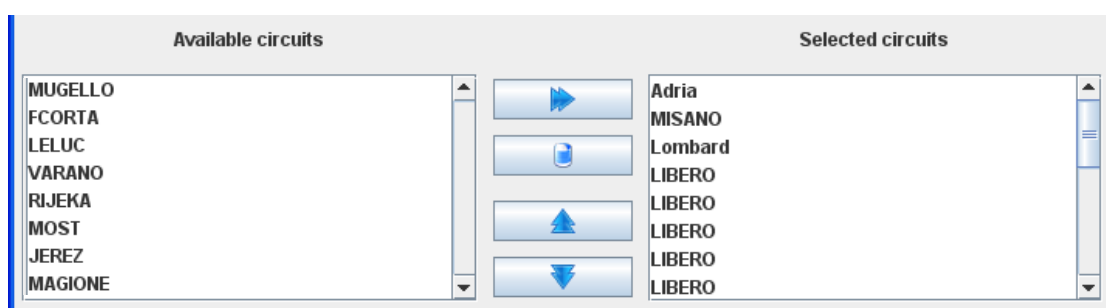 Available circuits
Selected circuits
MUGELLO
FCORTA
LELUC
VARANO
RIJEKA
MOST
JEREZ
MAGIONE
Adria
MISANO
Lombard
LIBERO
LIBERO
LIBERO
LIBERO
LIBERO